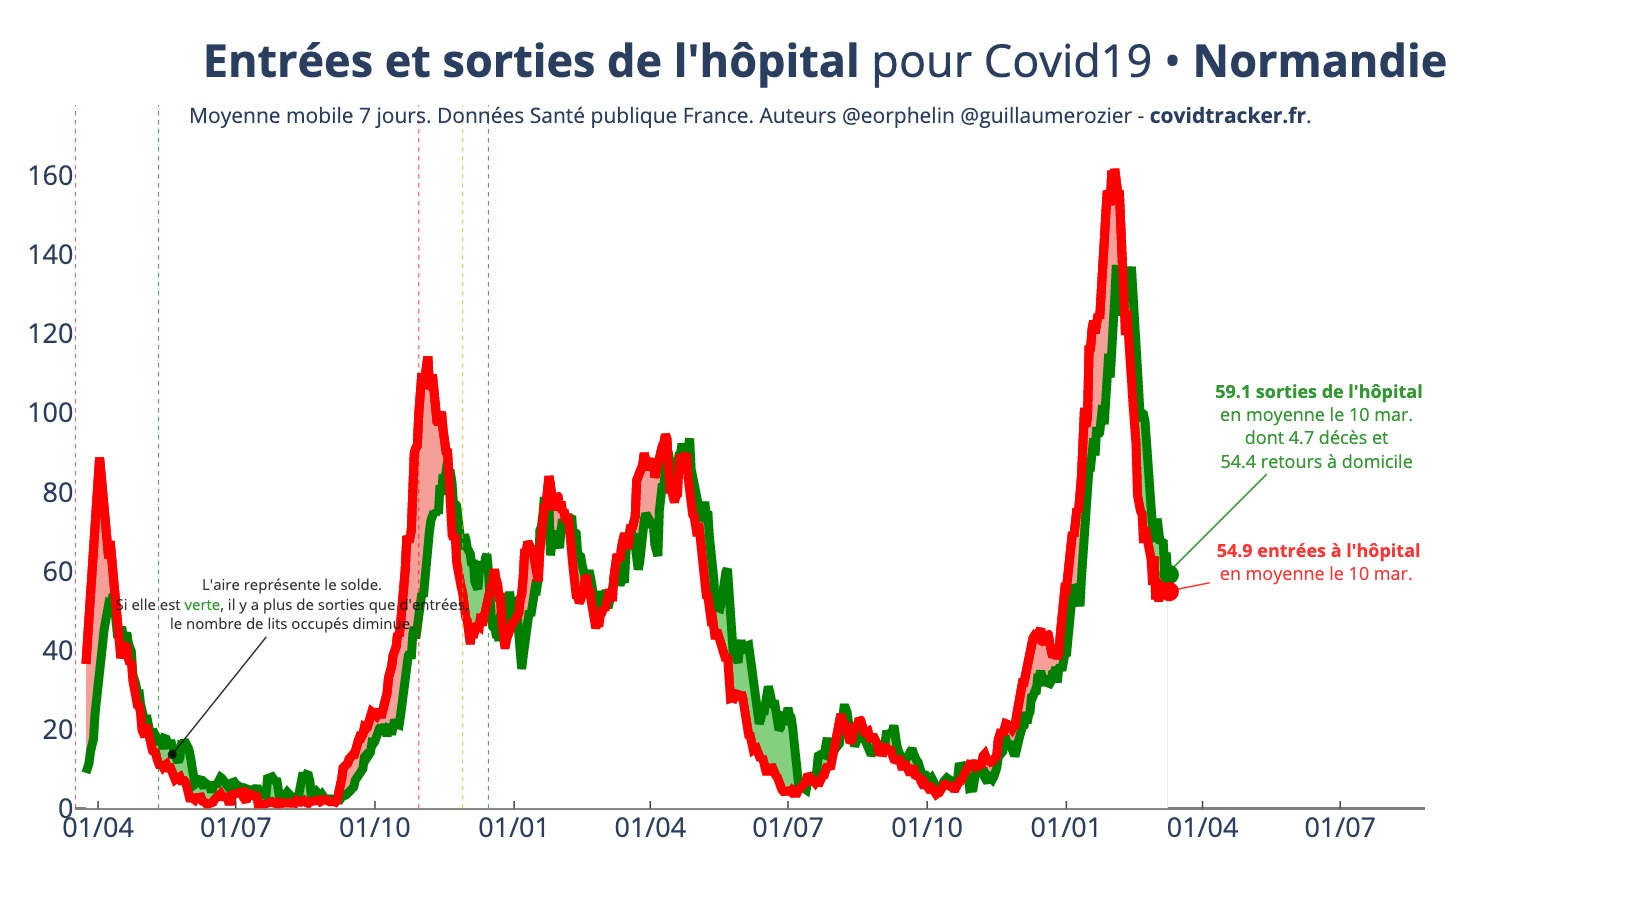 Entrées et sorties de l'hôpital pour Covid19 • Normandie
Moyenne mobile 7 jours. Données Santé publique France. Auteurs @eorphelin @guillaumerozier - covidtracker.fr.
160
140
120
100
80
60
40
20
0
59.1 sorties de l'hôpital
en moyenne le 10 mar.
dont 4.7 décès et
54.4 retours à domicile
54.9 entrées à l'hôpital
en moyenne le 10 mar.
L'aire représente le solde.
Si elle est verte, il y a plus de sorties que d'entrées,
le nombre de lits occupés diminue.
01/04 01/07 01/10 01/01 01/04 01/07 01/10 01/01 01/04 01/07